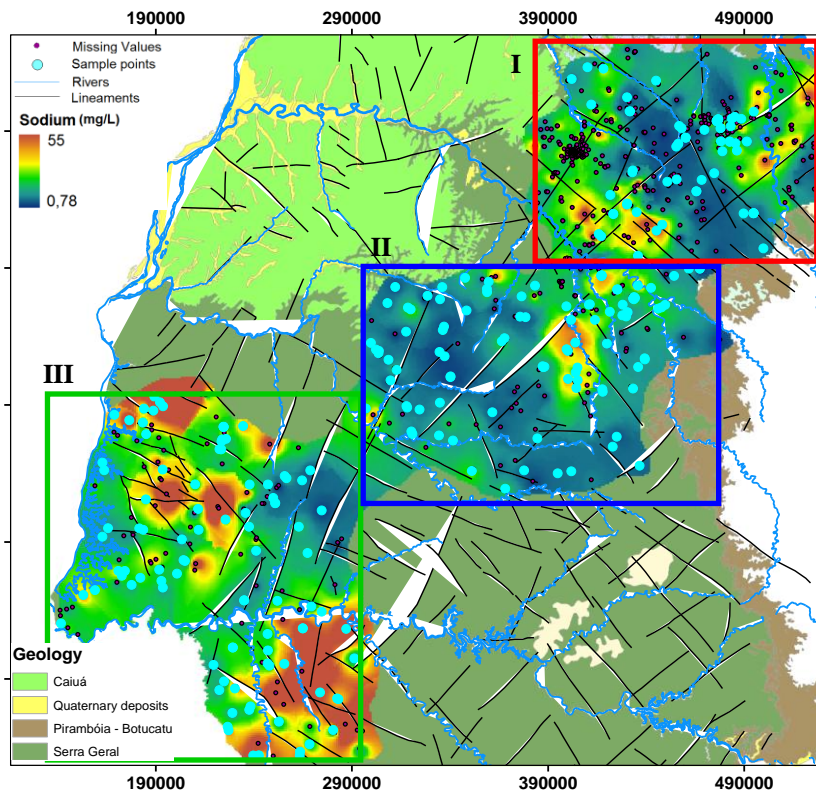 190000 290000 390000 490000
Missing Values
Sample points
Rivers
Lineaments
Sodium (mg/L)
55
0,78
I
II
III
Geology
Caiuá
Quaternary deposits
Pirambóia - Botucatu
Serra Geral
190000 290000 390000 490000